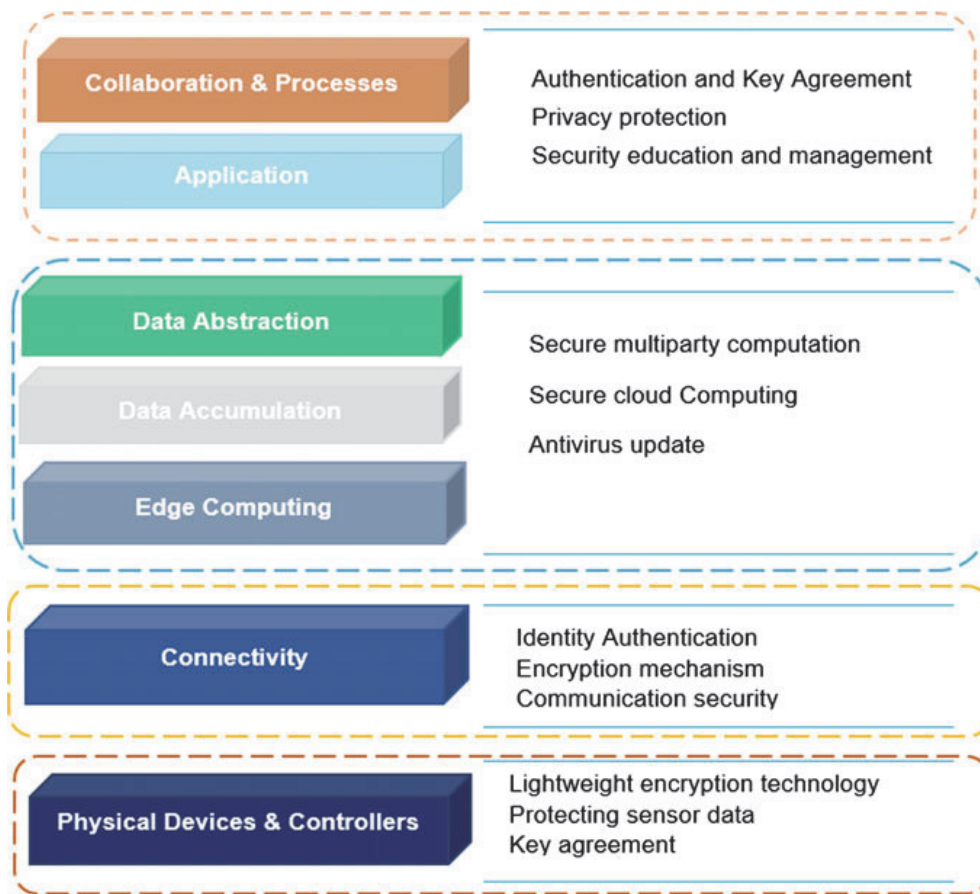 Collaboration & Processes
Application
Authentication and Key Agreement
Privacy protection
Security education and management
Data Abstraction
Data Accumulation
Edge Computing
Secure multiparty computation
Secure cloud Computing
Antivirus update
Connectivity
Identity Authentication
Encryption mechanism
Communication security
Physical Devices & Controllers
Lightweight encryption technology
Protecting sensor data
Key agreement